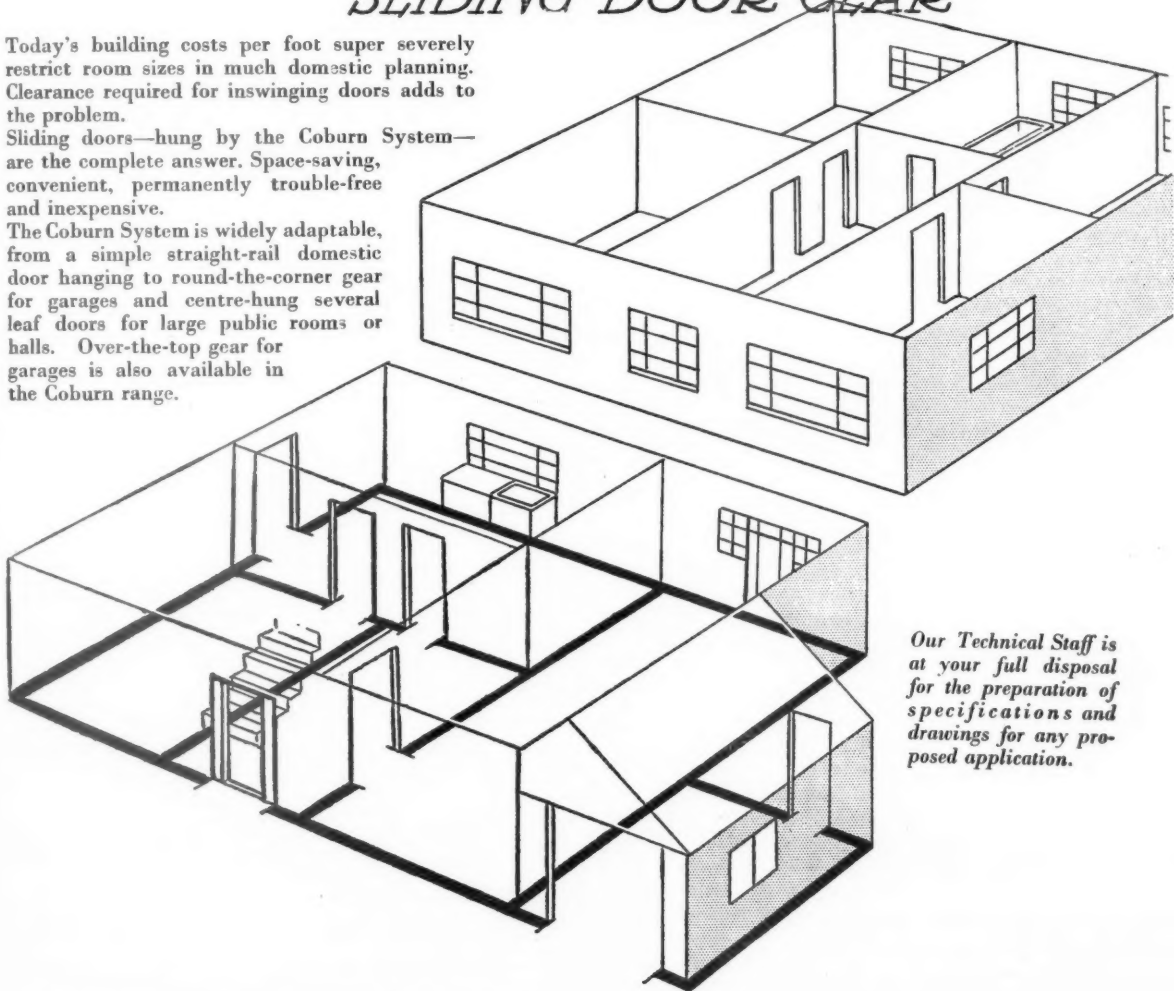 SLIDING DOOR GEAR
Today's building costs per foot super severely
restrict room sizes in much domestic planning.
Clearance required for inswinging doors adds to
the problem.
Sliding doors—hung by the Coburn System—
are the complete answer. Space-saving,
convenient, permanently trouble-free
and inexpensive.
The Coburn System is widely adaptable,
from a simple straight-rail domestic
door hanging to round-the-corner gear
for garages and centre-hung several
leaf doors for large public rooms or
halls. Over-the-top gear for
garages is also available in
the Coburn range.
Our Technical Staff is
at your full disposal
for the preparation of
specifications and
drawings for any pro-
posed application.